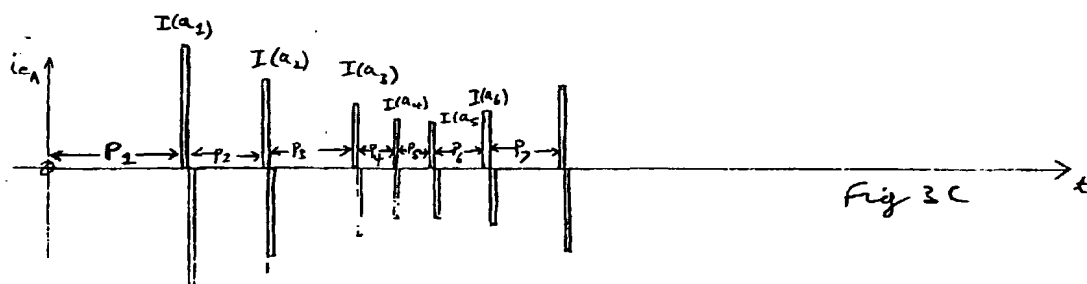 I(a1)
I(a2)
I(a3)
I(a4)
I(a5
I(a6)
ieA
P1
P2
P3
P4
P5
P6
P7
t
Fig 3C